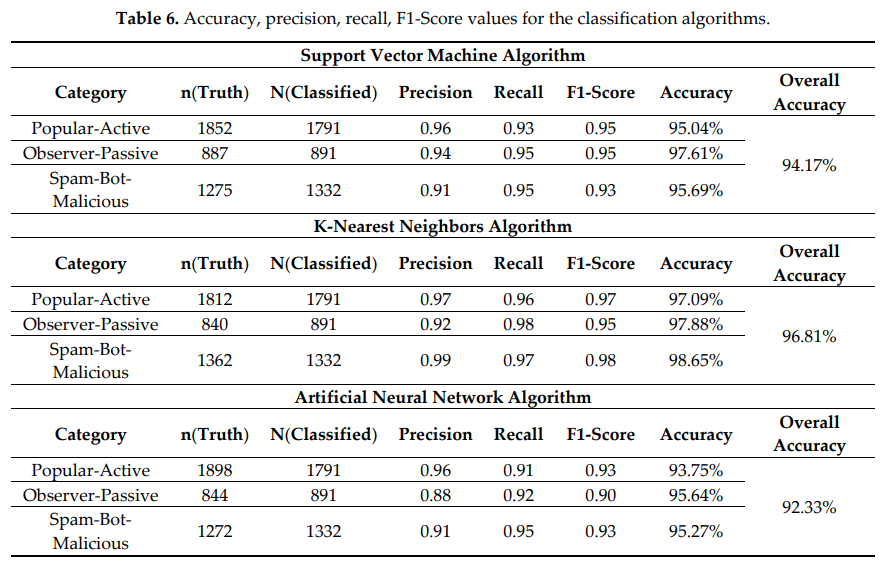 Table 6. Accuracy, precision, recall, F1-Score values for the classification algorithms.
Support Vector Machine Algorithm
Category n(Truth) N(Classified) Precision Recall F1-Score Accuracy Overall Accuracy
Popular-Active 1852 1791 0.96 0.93 0.95 95.04% 94.17%
Observer-Passive 887 891 0.94 0.95 0.95 97.61%
Spam-Bot-Malicious 1275 1332 0.91 0.95 0.93 95.69%
K-Nearest Neighbors Algorithm
Category n(Truth) N(Classified) Precision Recall F1-Score Accuracy Overall Accuracy
Popular-Active 1812 1791 0.97 0.96 0.97 97.09% 96.81%
Observer-Passive 840 891 0.92 0.98 0.95 97.88%
Spam-Bot-Malicious 1362 1332 0.99 0.97 0.98 98.65%
Artificial Neural Network Algorithm
Category n(Truth) N(Classified) Precision Recall F1-Score Accuracy Overall Accuracy
Popular-Active 1898 1791 0.96 0.91 0.93 93.75% 92.33%
Observer-Passive 844 891 0.88 0.92 0.90 95.64%
Spam-Bot-Malicious 1272 1332 0.91 0.95 0.93 95.27%